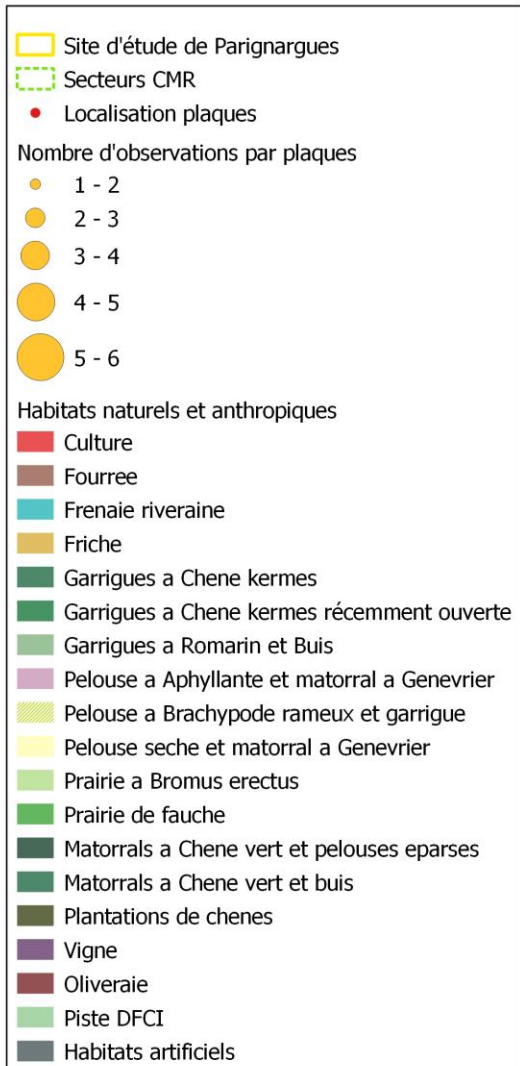 Site d'étude de Parignargues
Secteurs CMR
Localisation plaques
Nombre d'observations par plaques
1 - 2
2 - 3
3 - 4
4 - 5
5 - 6
Habitats naturels et anthropiques
Culture
Fourree
Frenaie riveraine
Friche
Garrigues a Chene kermes
Garrigues a Chene kermes récemment ouverte
Garrigues a Romarin et Buis
Pelouse a Aphyllante et matorral a Genevrier
Pelouse a Brachypode rameux et garrigue
Pelouse seche et matorral a Genevrier
Prairie a Bromus erectus
Prairie de fauche
Matorrals a Chene vert et pelouses eparses
Matorrals a Chene vert et buis
Plantations de chenes
Vigne
Oliveraie
Piste DFCI
Habitats artificiels